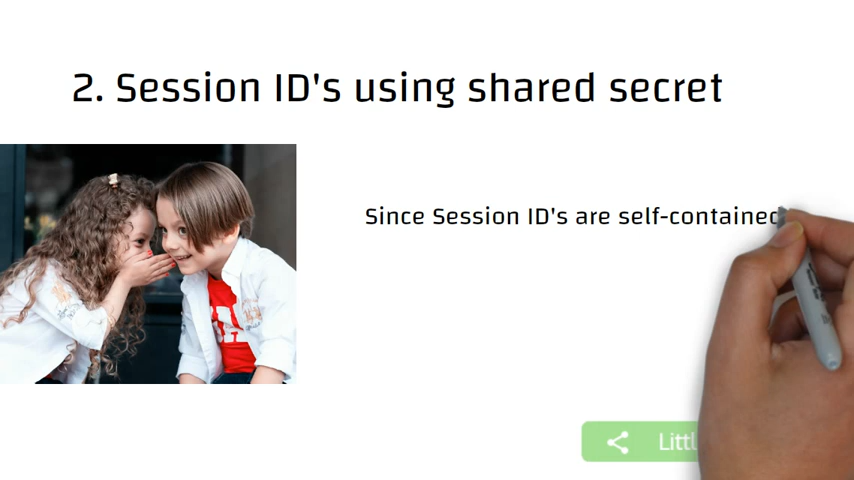 2. Session ID's using shared secret
Since Session ID's are self-contained